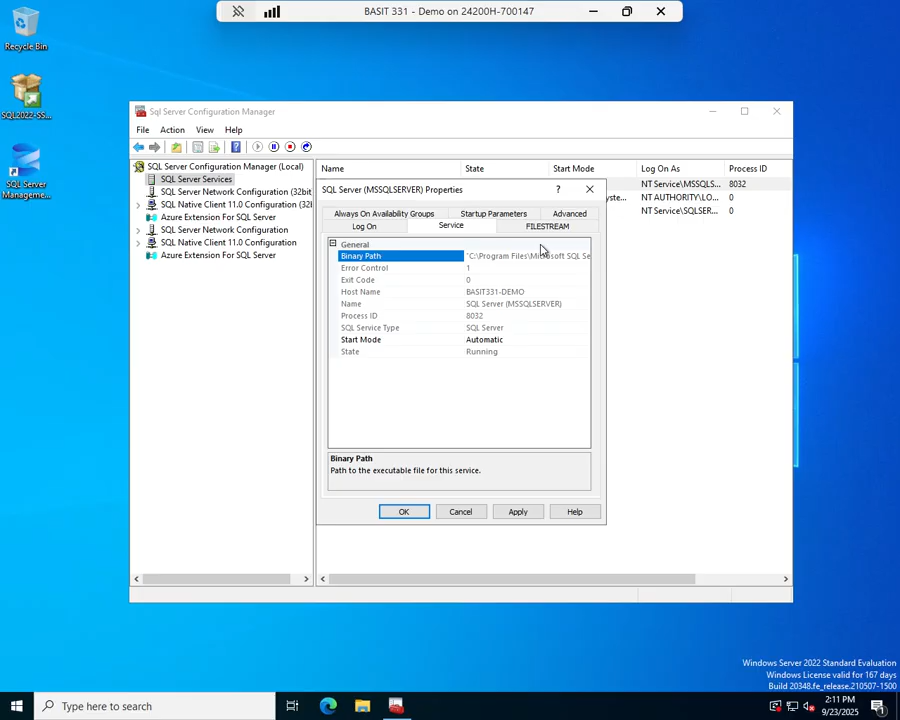 BASIT 331 - Demo on 24200H-700147
Recycle Bin
SQL2022-SS...
SQL Server
Manageme...
Sql Server Configuration Manager
File Action View Help
SQL Server Configuration Manager (Local)
SQL Server Services
SQL Server Network Configuration (32bit
SQL Native Client 11.0 Configuration (32
Azure Extension For SQL Server
SQL Server Network Configuration
SQL Native Client 11.0 Configuration
Azure Extension For SQL Server
Name State Start Mode Log On As Process ID
NT Service\MSSQLS... 8032
yste... NT AUTHORITY\LO... 0
NT Service\SQLSER... 0
SQL Server (MSSQLSERVER) Properties
Always On Availability Groups Startup Parameters Advanced
Log On Service FILESTREAM
General
Binary Path "C:\Program Files\Microsoft SQL Se
Error Control 1
Exit Code 0
Host Name BASIT331-DEMO
Name SQL Server (MSSQLSERVER)
Process ID 8032
SQL Service Type SQL Server
Start Mode Automatic
State Running
Binary Path
Path to the executable file for this service.
OK Cancel Apply Help
Windows Server 2022 Standard Evaluation
Windows License valid for 167 days
Build 20348.fe_release.210507-1500
Type here to search
2:11 PM
9/23/2025
1